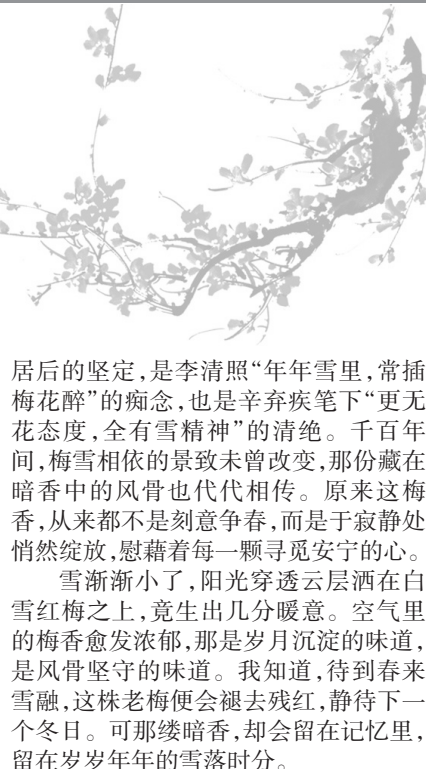 居后的坚定,是李清照“年年雪里,常插
梅花醉”的痴念,也是辛弃疾笔下“更无
花态度,全有雪精神”的清绝。千百年
间,梅雪相依的景致未曾改变,那份藏在
暗香中的风骨也代代相传。原来这梅
香,从来都不是刻意争春,而是于寂静处
悄然绽放,慰藉着每一颗寻觅安宁的心。
雪渐渐小了,阳光穿透云层洒在白
雪红梅之上,竟生出几分暖意。空气里
的梅香愈发浓郁,那是岁月沉淀的味道,
是风骨坚守的味道。我知道,待到春来
雪融,这株老梅便会褪去残红,静待下一
个冬日。可那缕暗香,却会留在记忆里,
留在岁岁年年的雪落时分。